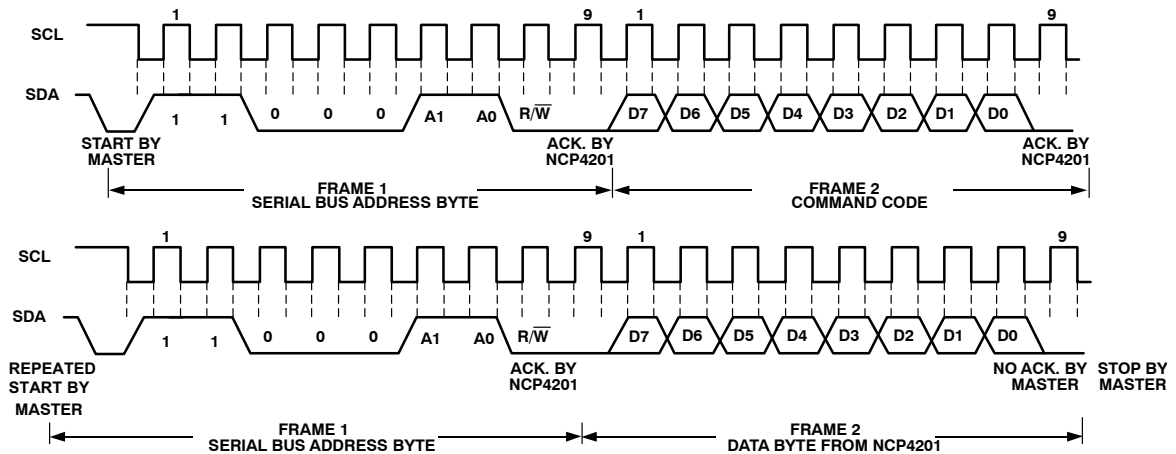 1 9 1 9
SCL
SDA
1 1 0 0 0 A1 A0 R/W̅ D7 D6 D5 D4 D3 D2 D1 D0
START BY
MASTER
ACK. BY
NCP4201
ACK. BY
NCP4201
FRAME 1
SERIAL BUS ADDRESS BYTE
FRAME 2
COMMAND CODE
1 9 1 9
SCL
SDA
1 1 0 0 0 A1 A0 R/W̅ D7 D6 D5 D4 D3 D2 D1 D0
REPEATED
START BY
MASTER
ACK. BY
NCP4201
NO ACK. BY
MASTER
STOP BY
MASTER
FRAME 1
SERIAL BUS ADDRESS BYTE
FRAME 2
DATA BYTE FROM NCP4201